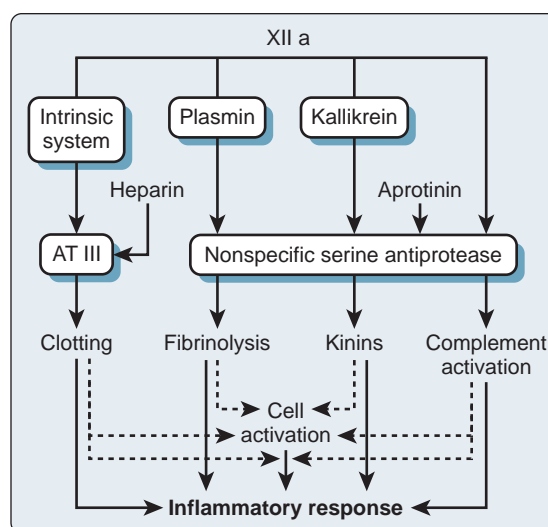 XII a
Intrinsic
system
Plasmin
Kallikrein
Heparin
Aprotinin
AT III
Nonspecific serine antiprotease
Clotting
Fibrinolysis
Kinins
Complement
activation
Cell
activation
Inflammatory response